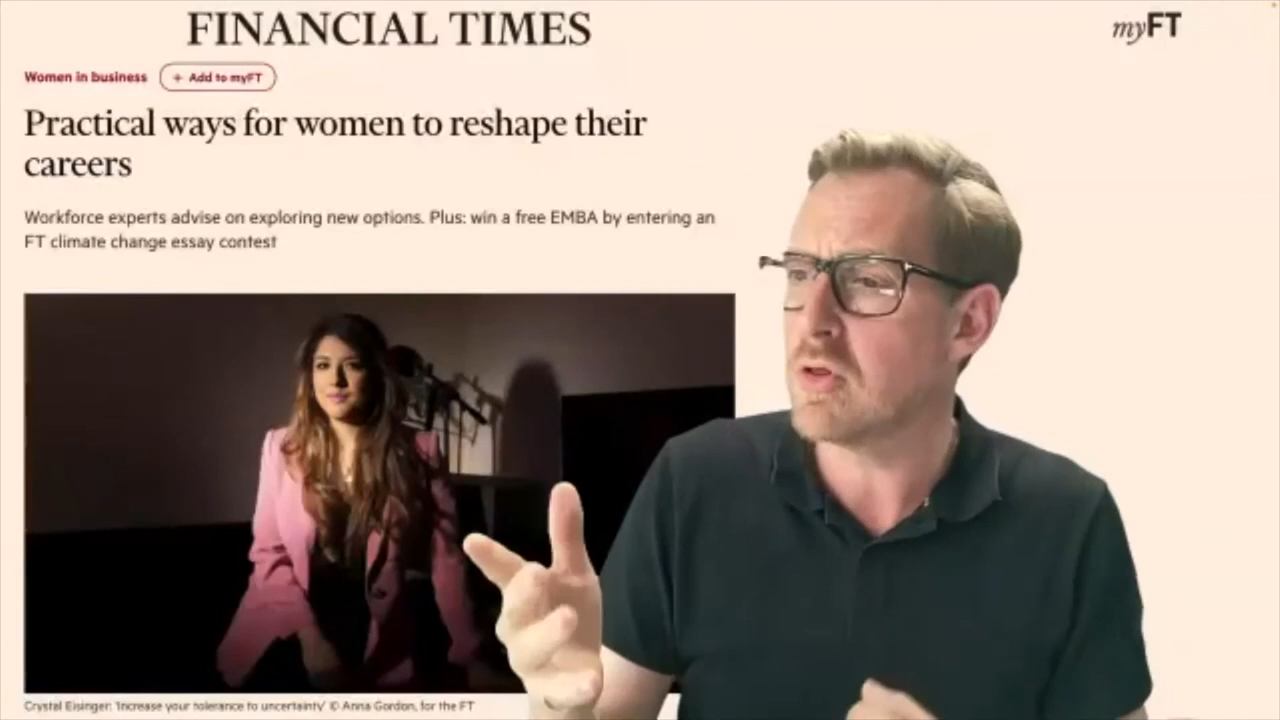 FINANCIAL TIMES
myFT
Women in business
+ Add to myFT
Practical ways for women to reshape their
careers
Workforce experts advise on exploring new options. Plus: win a free EMBA by entering an
FT climate change essay contest
Crystal Eisinger: 'Increase your tolerance to uncertainty' © Anna Gordon, for the FT